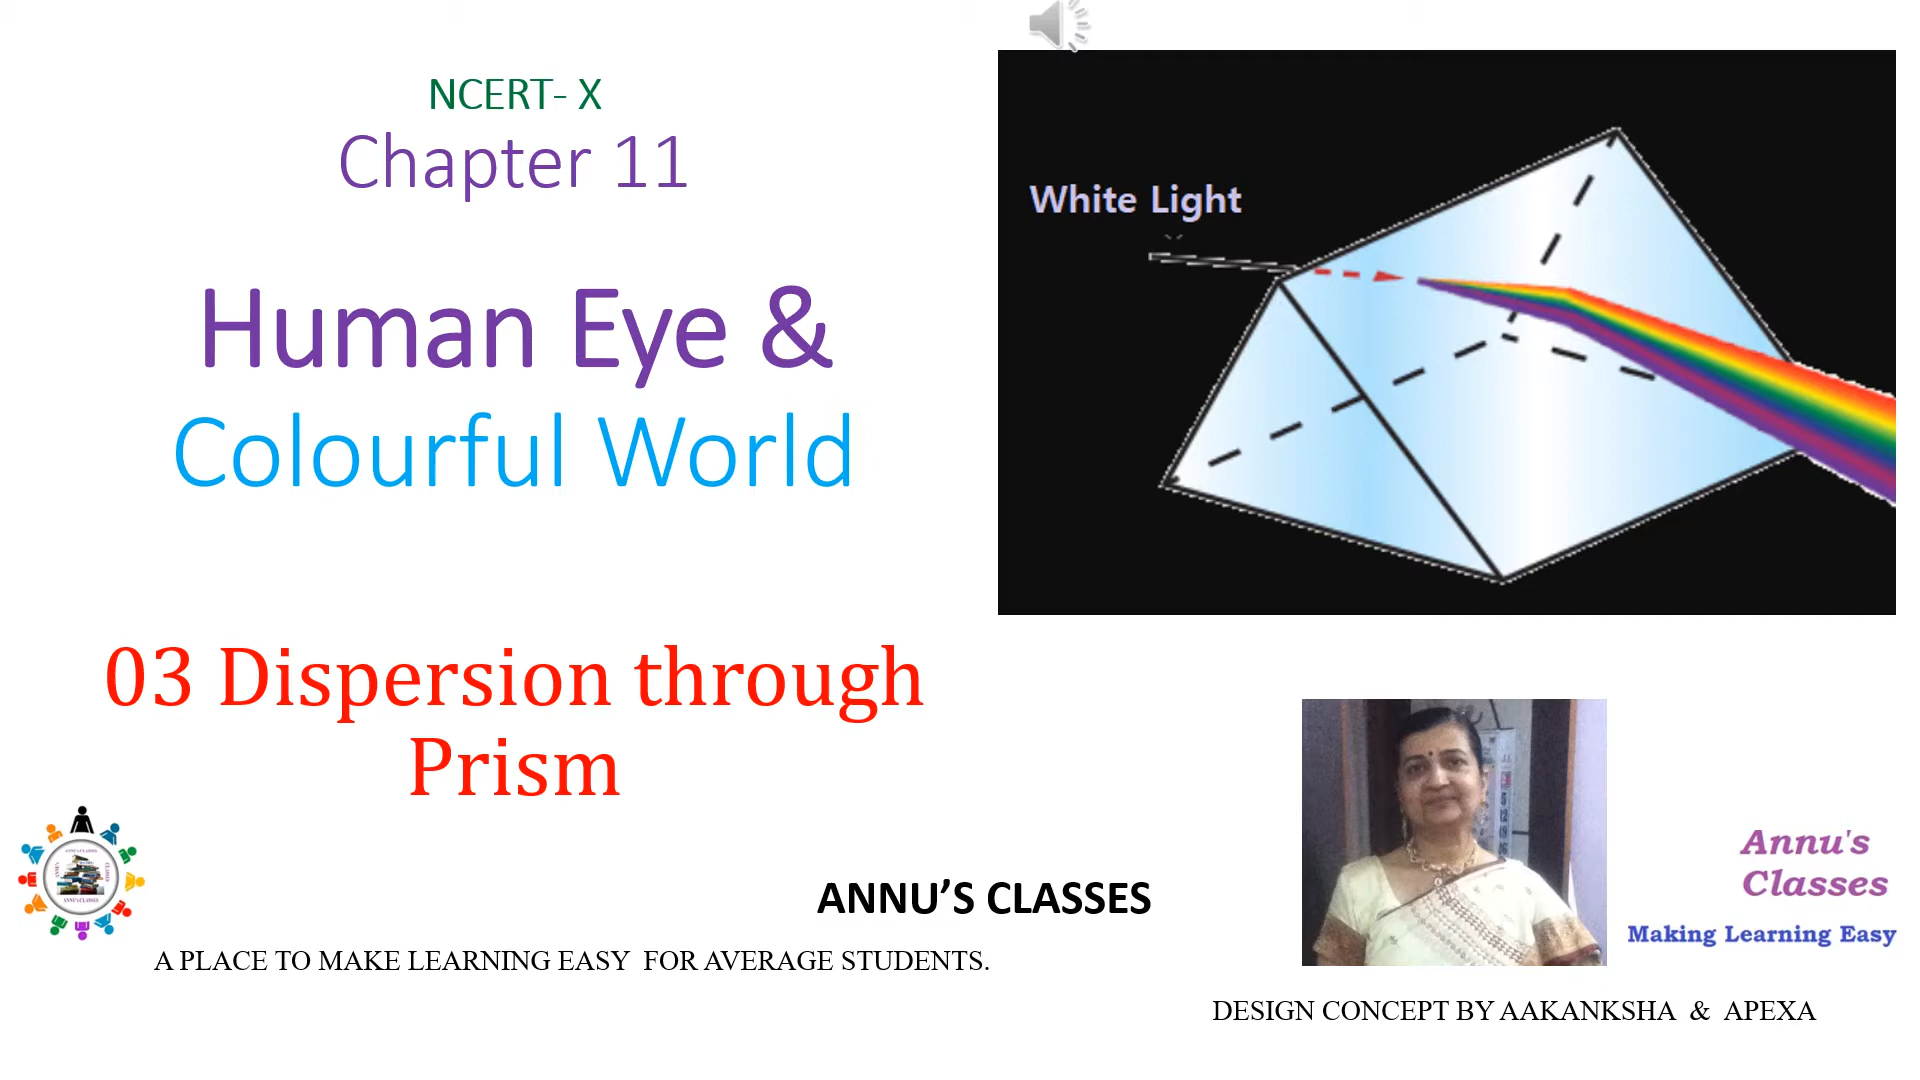 NCERT- X
Chapter 11
Human Eye &
Colourful World
03 Dispersion through
Prism
White Light
ANNU’S CLASSES
A PLACE TO MAKE LEARNING EASY FOR AVERAGE STUDENTS.
Annu's
Classes
Making Learning Easy
DESIGN CONCEPT BY AAKANKSHA & APEXA